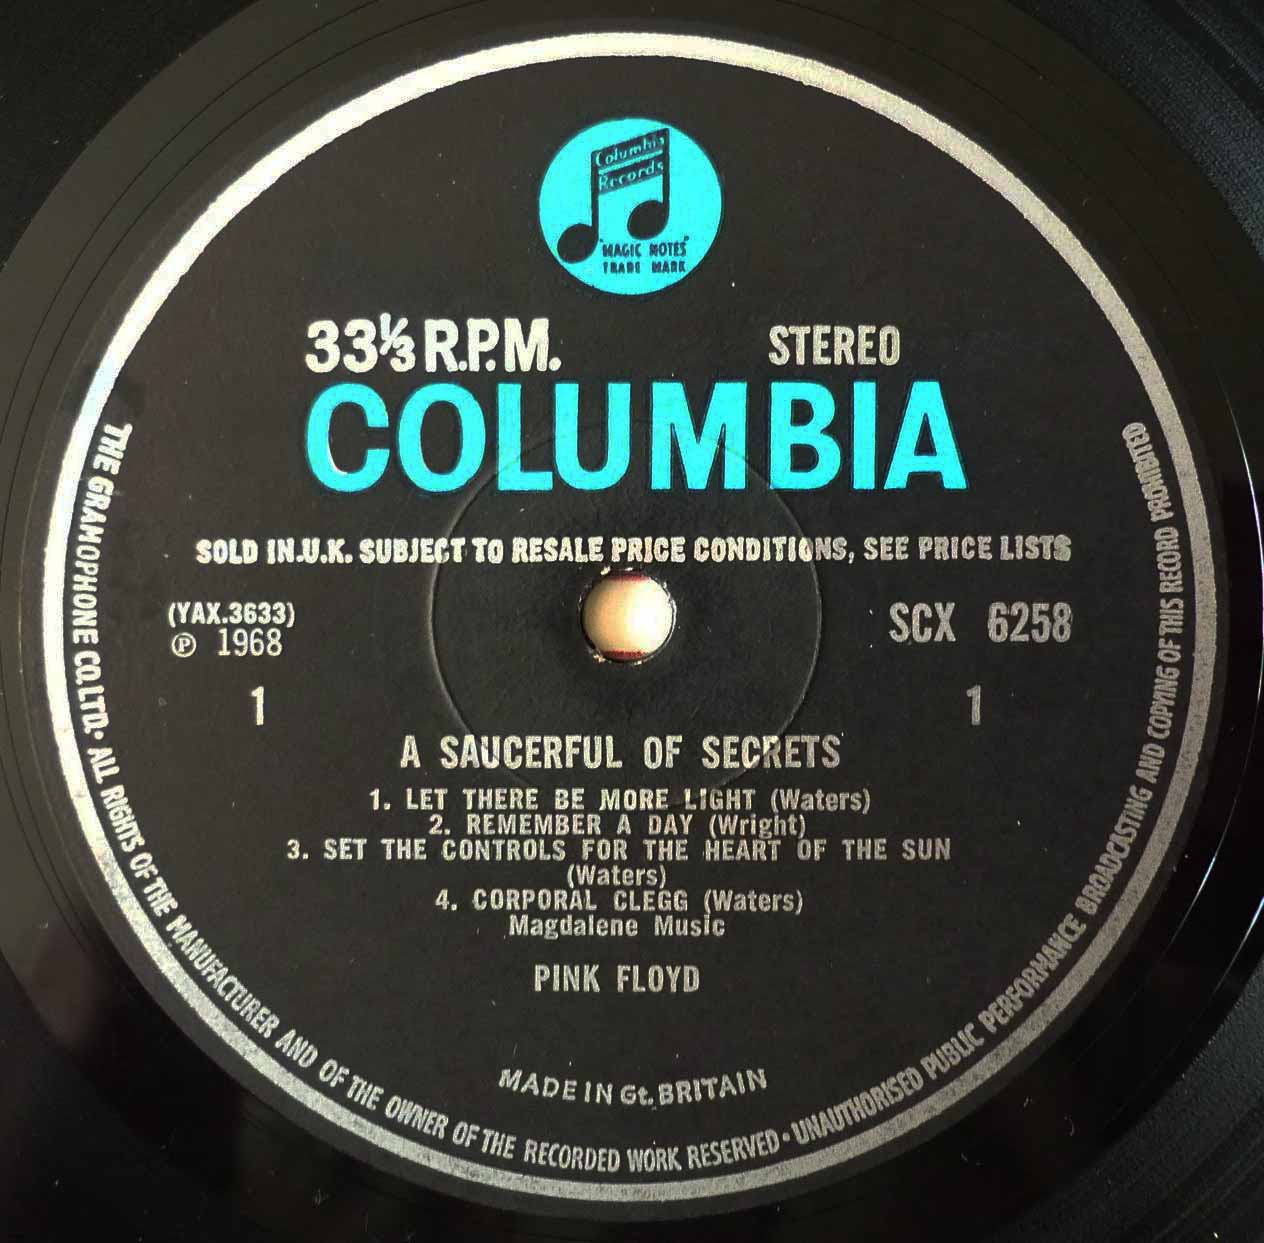 Columbia
Records
"MAGIC NOTES"
TRADE MARK
33⅓ R.P.M. STEREO
COLUMBIA
SOLD IN.U.K. SUBJECT TO RESALE PRICE CONDITIONS, SEE PRICE LISTS
(YAX.3633) SCX 6258
℗ 1968
1 1
A SAUCERFUL OF SECRETS
1. LET THERE BE MORE LIGHT (Waters)
2. REMEMBER A DAY (Wright)
3. SET THE CONTROLS FOR THE HEART OF THE SUN
(Waters)
4. CORPORAL CLEGG (Waters)
Magdalene Music
PINK FLOYD
MADE IN Gt. BRITAIN
THE GRAMOPHONE CO. LTD. • ALL RIGHTS OF THE MANUFACTURER AND OF THE OWNER OF THE RECORDED WORK RESERVED • UNAUTHORISED PUBLIC PERFORMANCE BROADCASTING AND COPYING OF THIS RECORD PROHIBITED